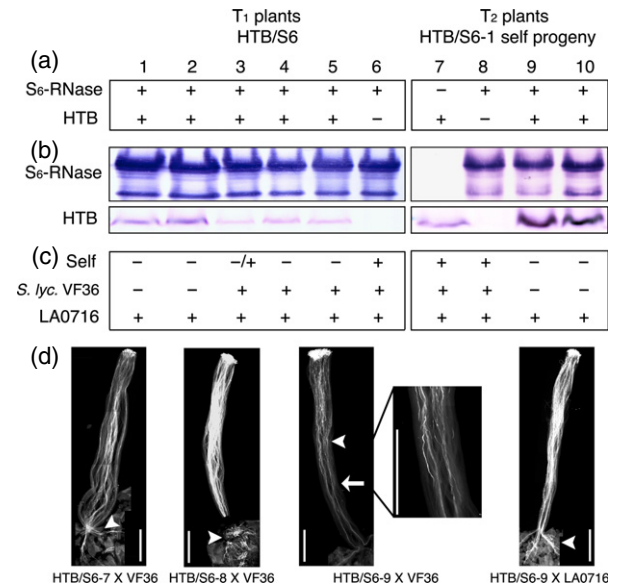 T1 plants T2 plants
HTB/S6 HTB/S6-1 self progeny
(a) 1 2 3 4 5 6 7 8 9 10
S6-RNase + + + + + + − + + +
HTB + + + + + − + − + +
(b)
S6-RNase
HTB
(c) Self − − −/+ − − + + + − −
S. lyc. VF36 − − + + + + + + − −
LA0716 + + + + + + + + + +
(d)
HTB/S6-7 X VF36 HTB/S6-8 X VF36 HTB/S6-9 X VF36 HTB/S6-9 X LA0716